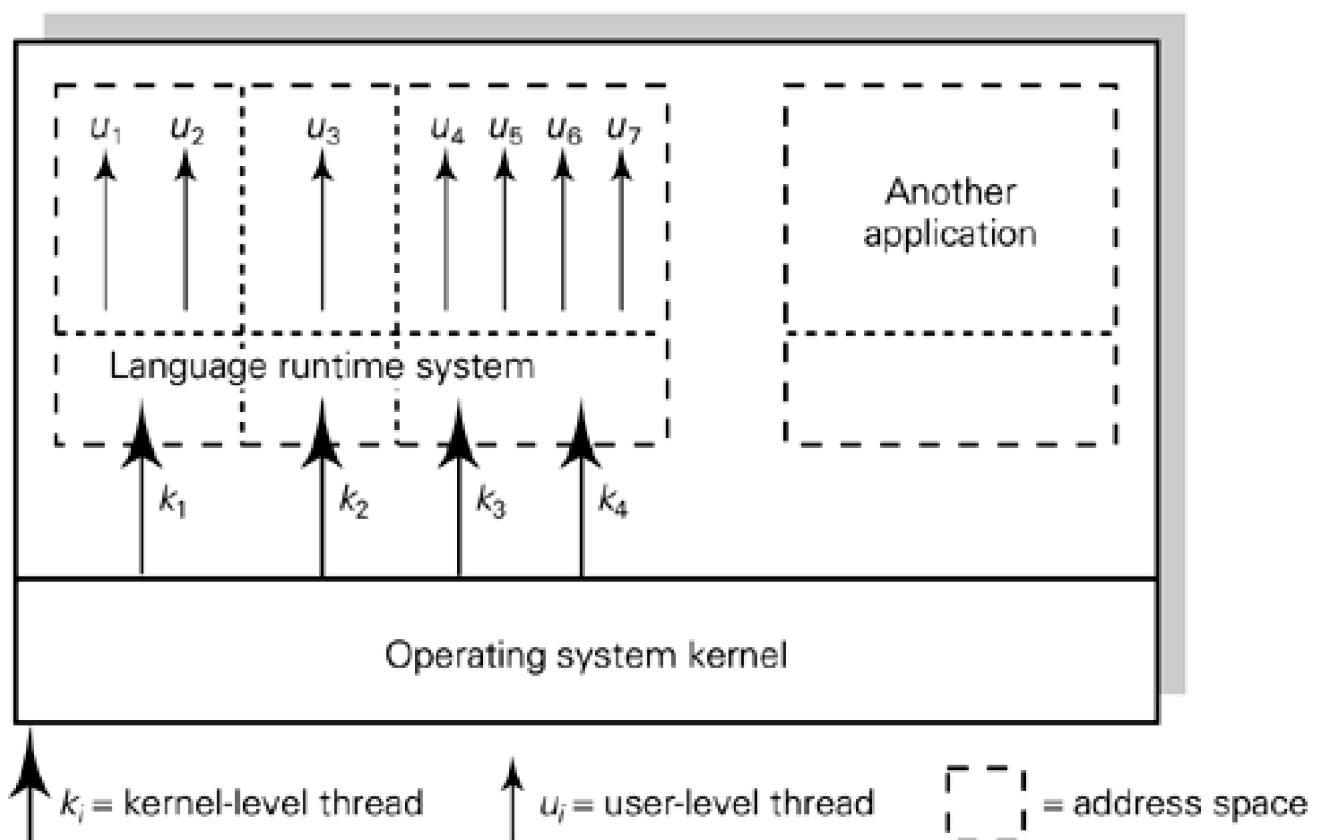 u₁ u₂ u₃ u₄ u₅ u₆ u₇
Another
application
Language runtime system
k₁ k₂ k₃ k₄
Operating system kernel
kᵢ = kernel-level thread uᵢ = user-level thread = address space